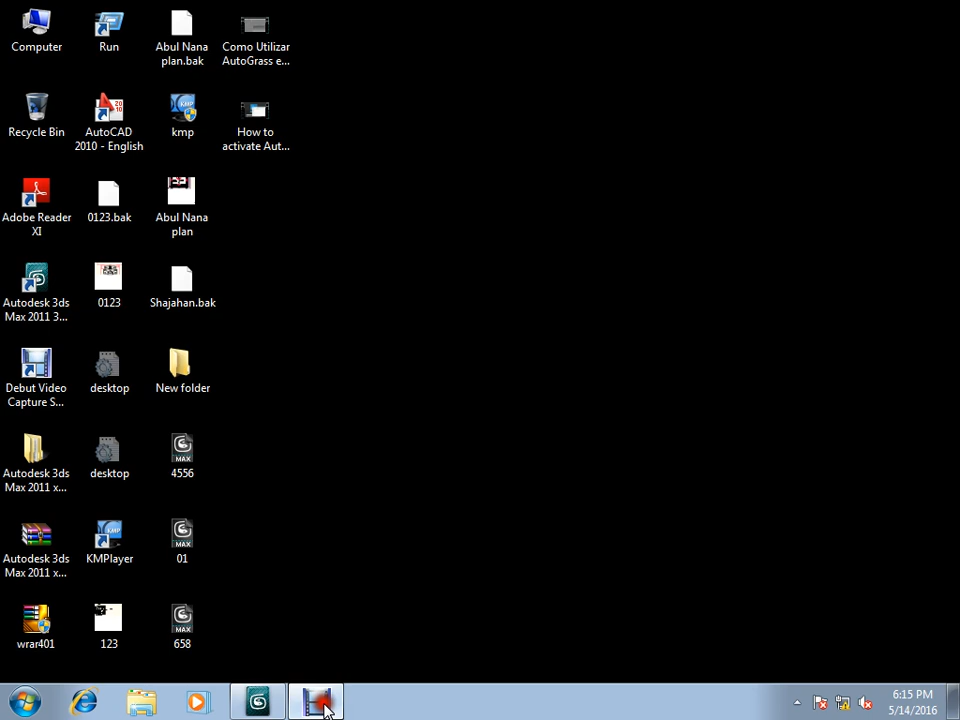 Computer
Run
Abul Nana
plan.bak
Como Utilizar
AutoGrass e...
Recycle Bin
AutoCAD
2010 - English
kmp
How to
activate Aut...
Adobe Reader
XI
0123.bak
Abul Nana
plan
Autodesk 3ds
Max 2011 3...
0123
Shajahan.bak
Debut Video
Capture S...
desktop
New folder
Autodesk 3ds
Max 2011 x...
desktop
MAX
4556
Autodesk 3ds
Max 2011 x...
KMPlayer
MAX
01
wrar401
123
MAX
658
6:15 PM
5/14/2016